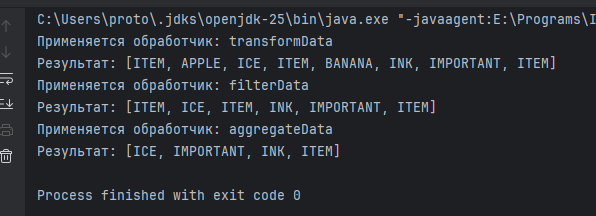 C:\Users\proto\.jdks\openjdk-25\bin\java.exe "-javaagent:E:\Programs\I
Применяется обработчик: transformData
Результат: [ITEM, APPLE, ICE, ITEM, BANANA, INK, IMPORTANT, ITEM]
Применяется обработчик: filterData
Результат: [ITEM, ICE, ITEM, INK, IMPORTANT, ITEM]
Применяется обработчик: aggregateData
Результат: [ICE, IMPORTANT, INK, ITEM]
Process finished with exit code 0